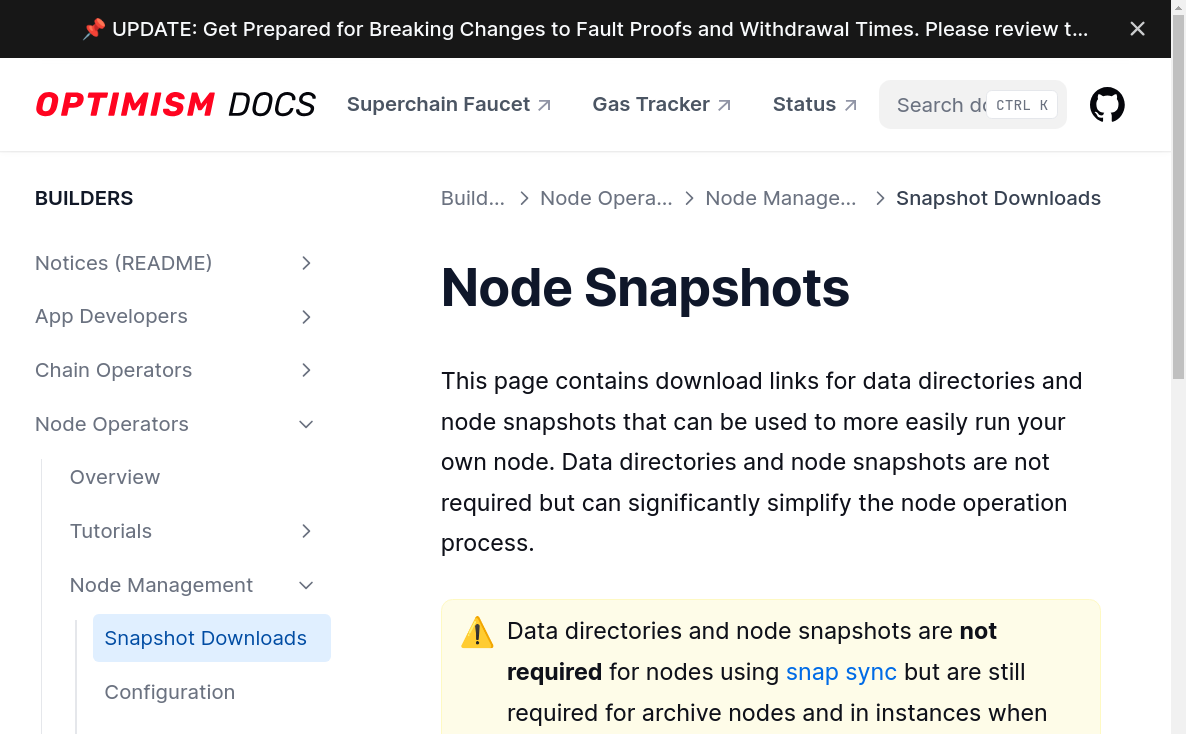 📌 UPDATE: Get Prepared for Breaking Changes to Fault Proofs and Withdrawal Times. Please review t...
OPTIMISM DOCS
Superchain Faucet
Gas Tracker
Status
Search do
CTRL K
BUILDERS
Notices (README)
App Developers
Chain Operators
Node Operators
Overview
Tutorials
Node Management
Snapshot Downloads
Configuration
Build...
Node Opera...
Node Manage...
Snapshot Downloads
Node Snapshots
This page contains download links for data directories and
node snapshots that can be used to more easily run your
own node. Data directories and node snapshots are not
required but can significantly simplify the node operation
process.
⚠️ Data directories and node snapshots are not
required for nodes using snap sync but are still
required for archive nodes and in instances when